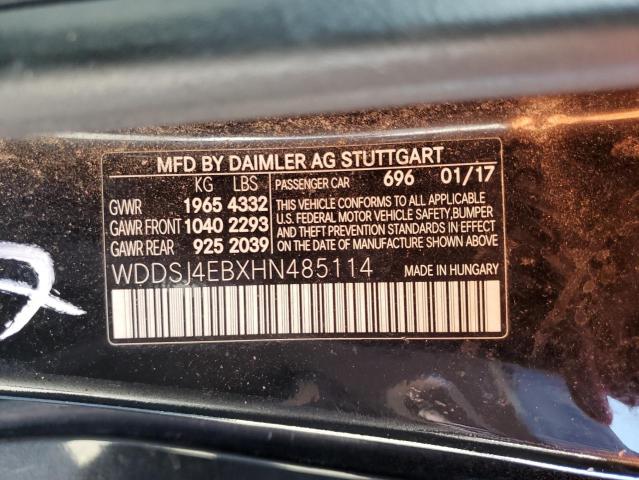 MFD BY DAIMLER AG STUTTGART
KG LBS PASSENGER CAR 696 01/17
GVWR 1965 4332
GAWR FRONT 1040 2293
GAWR REAR 925 2039
THIS VEHICLE CONFORMS TO ALL APPLICABLE
U.S. FEDERAL MOTOR VEHICLE SAFETY, BUMPER
AND THEFT PREVENTION STANDARDS IN EFFECT
ON THE DATE OF MANUFACTURE SHOWN ABOVE.
WDDSJ4EBXHN485114 MADE IN HUNGARY